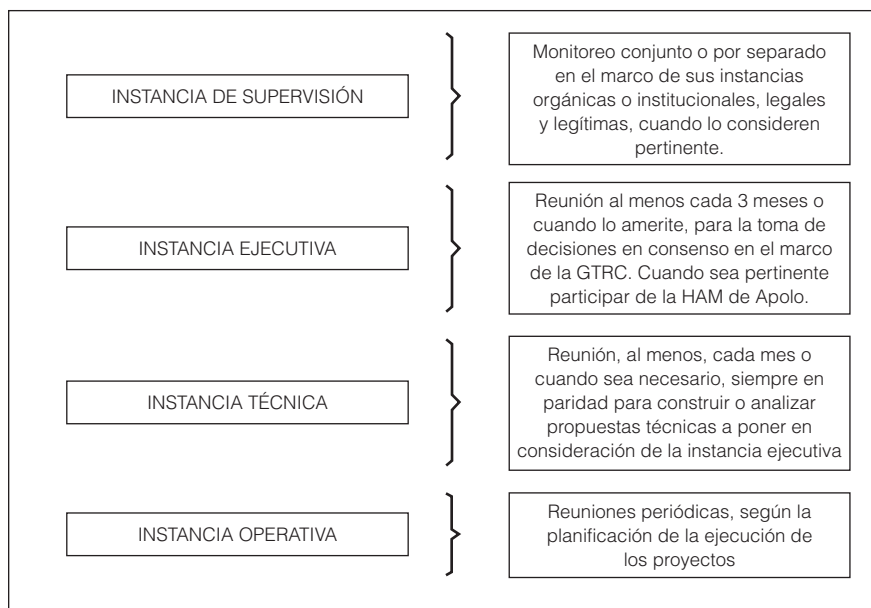 INSTANCIA DE SUPERVISIÓN
Monitoreo conjunto o por separado
en el marco de sus instancias
orgánicas o institucionales, legales
y legítimas, cuando lo consideren
pertinente.
INSTANCIA EJECUTIVA
Reunión al menos cada 3 meses o
cuando lo amerite, para la toma de
decisiones en consenso en el marco
de la GTRC. Cuando sea pertinente
participar de la HAM de Apolo.
INSTANCIA TÉCNICA
Reunión, al menos, cada mes o
cuando sea necesario, siempre en
paridad para construir o analizar
propuestas técnicas a poner en
consideración de la instancia ejecutiva
INSTANCIA OPERATIVA
Reuniones periódicas, según la
planificación de la ejecución de
los proyectos